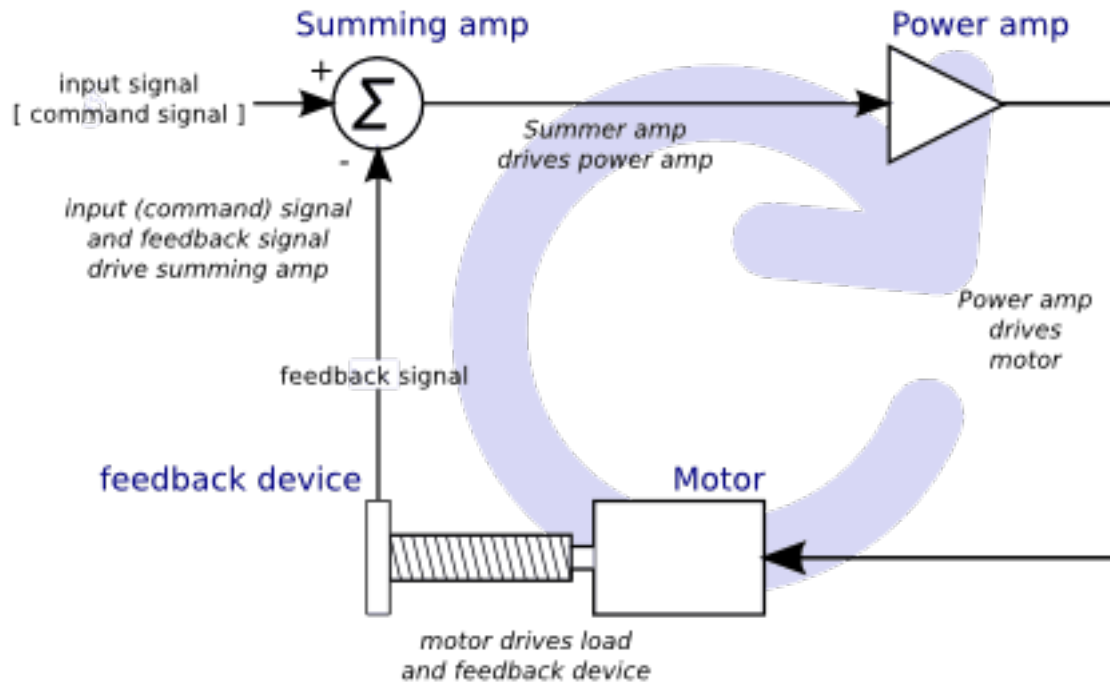 Summing amp
Power amp
input signal
[ command signal ]
+
Σ
-
Summer amp
drives power amp
input (command) signal
and feedback signal
drive summing amp
Power amp
drives
motor
feedback signal
feedback device
Motor
motor drives load
and feedback device